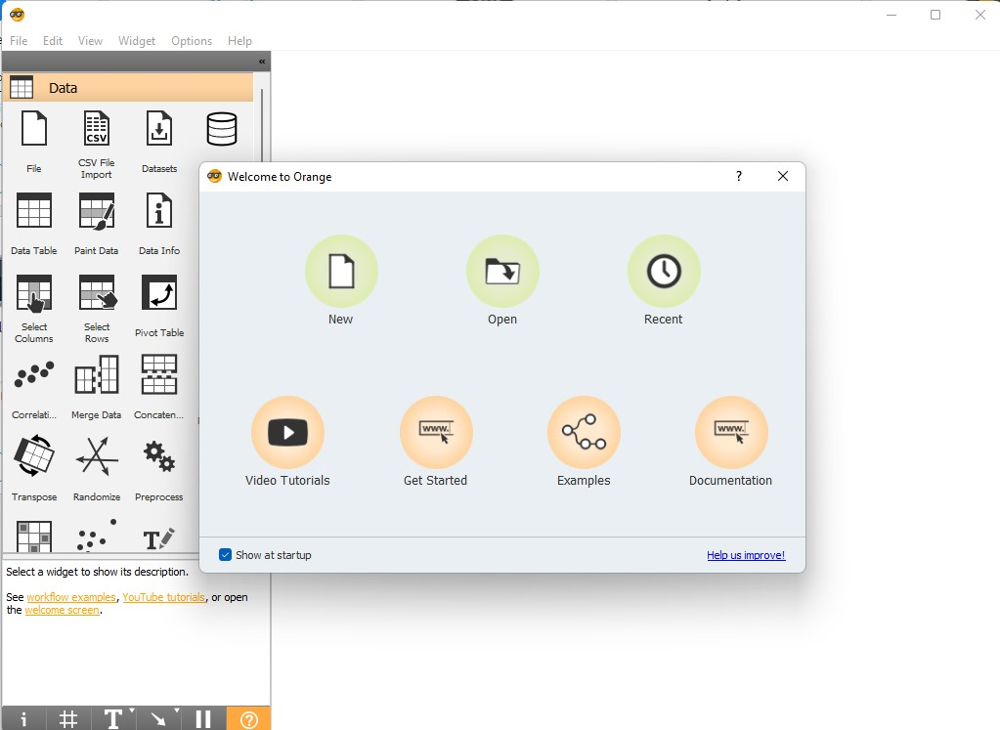 File Edit View Widget Options Help
«
Data
File
CSV File
Import
Datasets
CSV
Data Table
Paint Data
Data Info
Select
Columns
Select
Rows
Pivot Table
Correlati...
Merge Data
Concaten...
Transpose
Randomize
Preprocess
Select a widget to show its description.
See workflow examples, YouTube tutorials, or open
the welcome screen.
Welcome to Orange
?
New
Open
Recent
www.
www.
Video Tutorials
Get Started
Examples
Documentation
Show at startup
Help us improve!